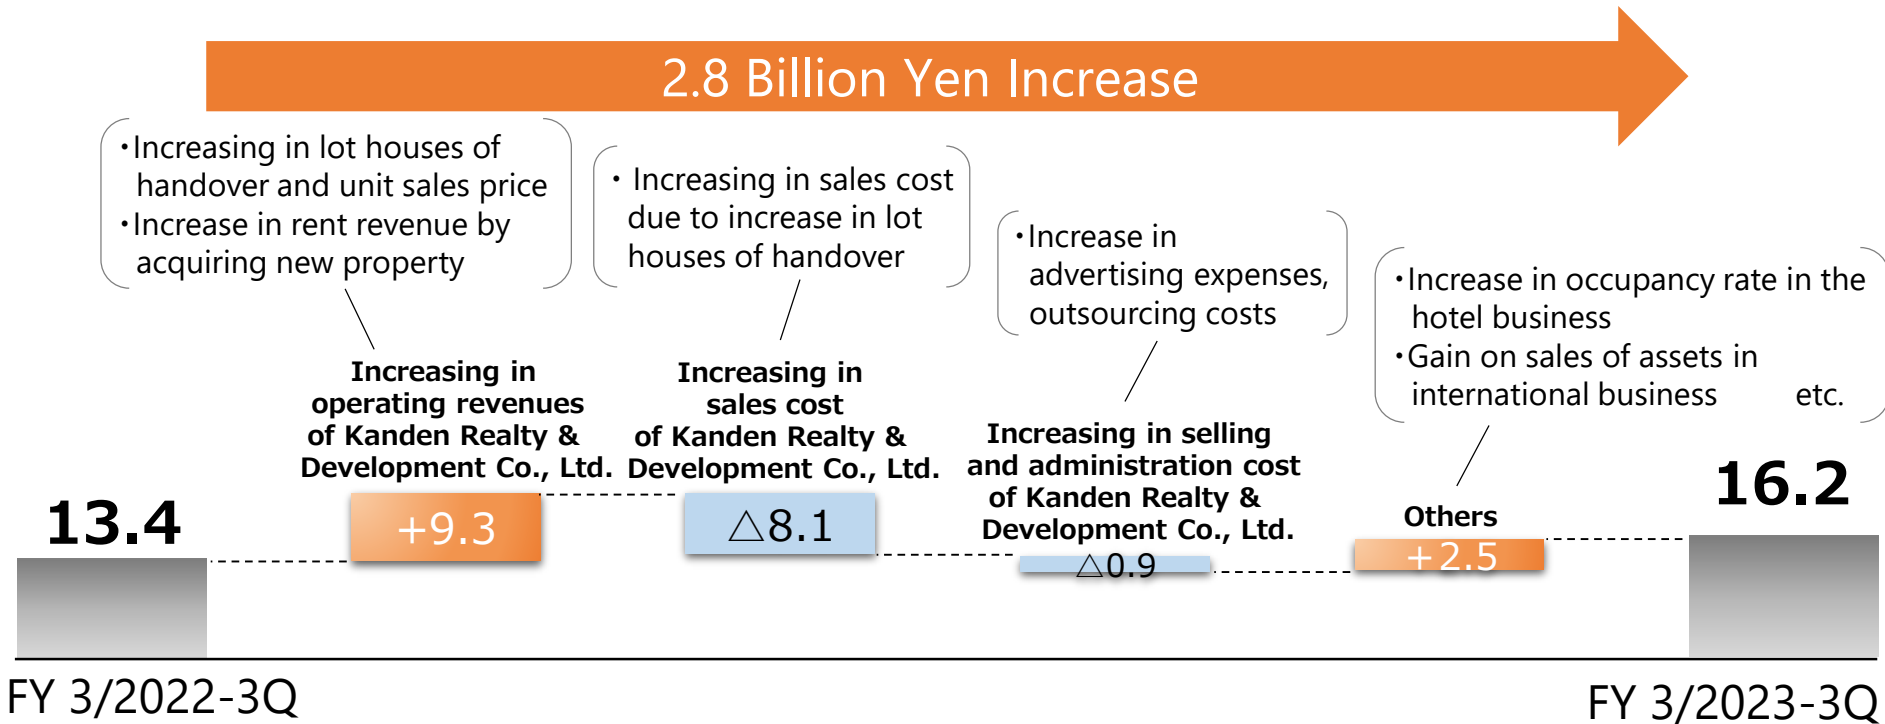 2.8 Billion Yen Increase
・Increasing in lot houses of
handover and unit sales price
・Increase in rent revenue by
acquiring new property
・ Increasing in sales cost
due to increase in lot
houses of handover
・Increase in
advertising expenses,
outsourcing costs
・Increase in occupancy rate in the
hotel business
・Gain on sales of assets in
international business etc.
Increasing in
operating revenues
of Kanden Realty &
Development Co., Ltd.
Increasing in
sales cost
of Kanden Realty &
Development Co., Ltd.
Increasing in selling
and administration cost
of Kanden Realty &
Development Co., Ltd.
Others
13.4
+9.3
△8.1
△0.9
+2.5
16.2
FY 3/2022-3Q
FY 3/2023-3Q